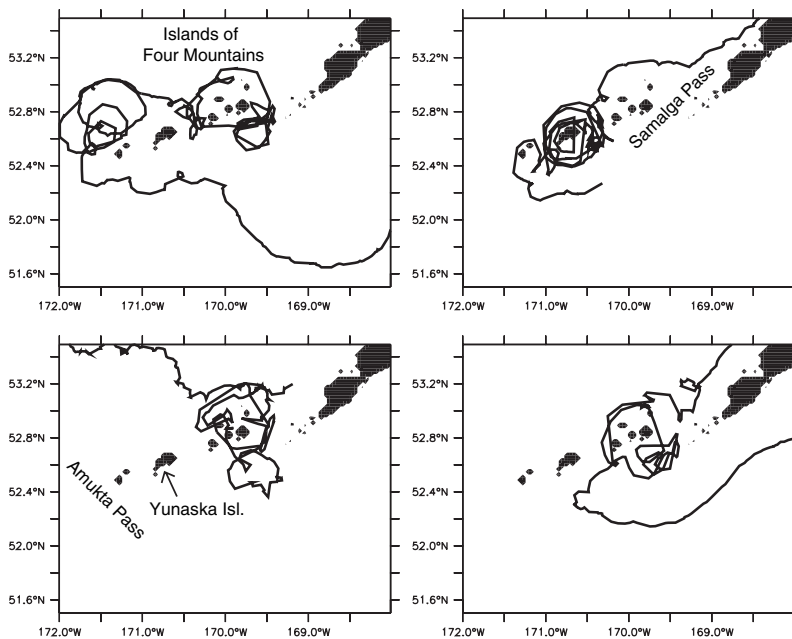 Islands of
Four Mountains
53.2°N
52.8°N
52.4°N
52.0°N
51.6°N
172.0°W 171.0°W 170.0°W 169.0°W
Samalga Pass
53.2°N
52.8°N
52.4°N
52.0°N
51.6°N
172.0°W 171.0°W 170.0°W 169.0°W
53.2°N
52.8°N
52.4°N
52.0°N
51.6°N
Amukta Pass
Yunaska Isl.
172.0°W 171.0°W 170.0°W 169.0°W
53.2°N
52.8°N
52.4°N
52.0°N
51.6°N
172.0°W 171.0°W 170.0°W 169.0°W